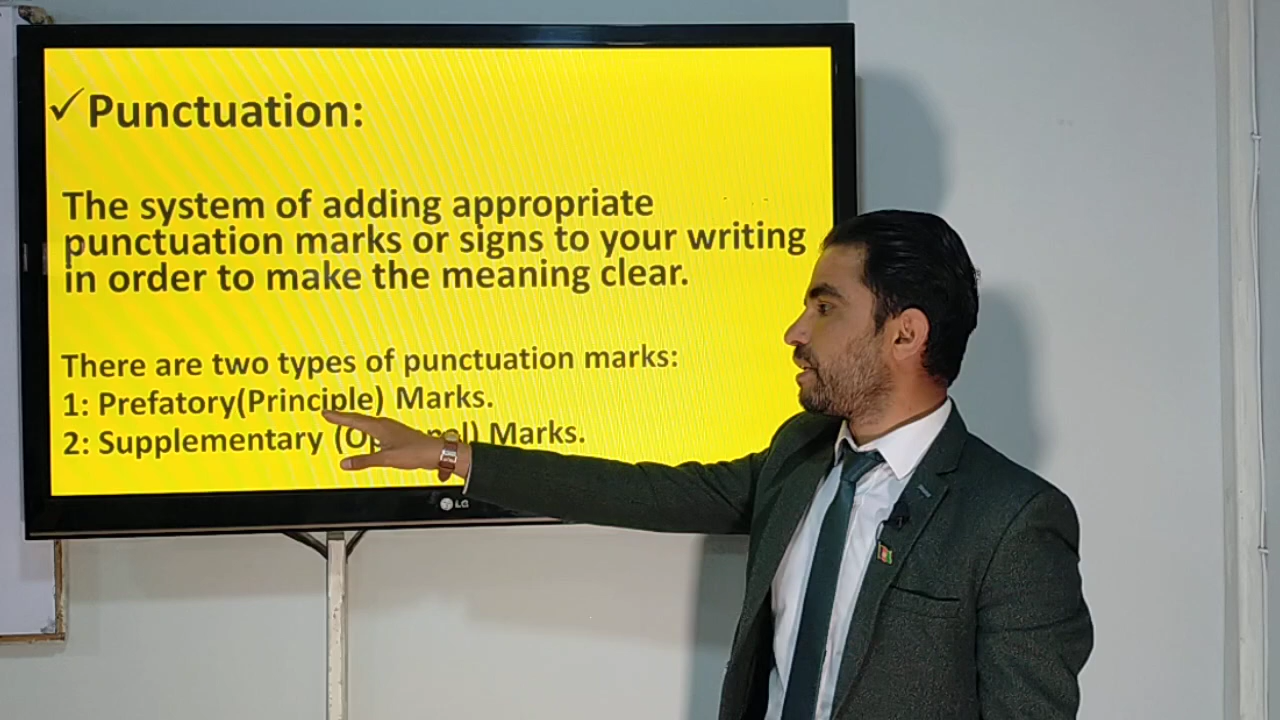 ✓Punctuation:
The system of adding appropriate
punctuation marks or signs to your writing
in order to make the meaning clear.
There are two types of punctuation marks:
1: Prefatory(Principle) Marks.
2: Supplementary Marks.
LG